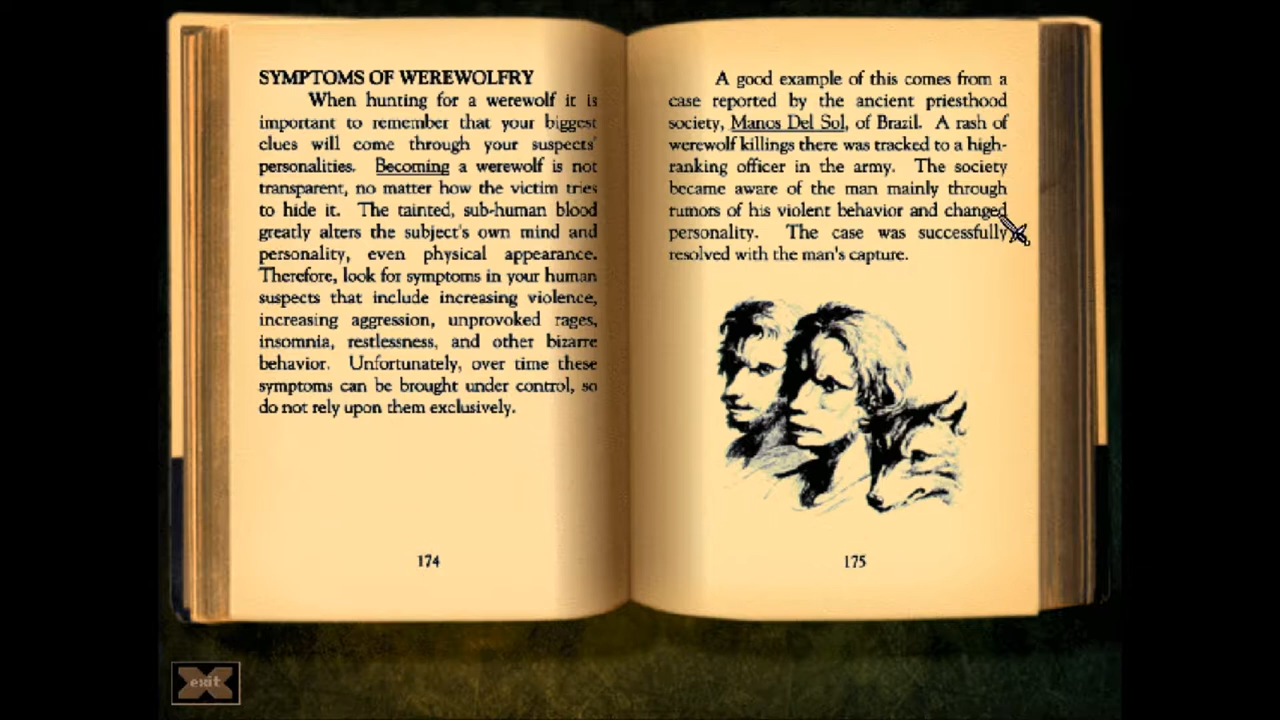 SYMPTOMS OF WEREWOLFRY
When hunting for a werewolf it is
important to remember that your biggest
clues will come through your suspects'
personalities. Becoming a werewolf is not
transparent, no matter how the victim tries
to hide it. The tainted, sub-human blood
greatly alters the subject's own mind and
personality, even physical appearance.
Therefore, look for symptoms in your human
suspects that include increasing violence,
increasing aggression, unprovoked rages,
insomnia, restlessness, and other bizarre
behavior. Unfortunately, over time these
symptoms can be brought under control, so
do not rely upon them exclusively.
174
A good example of this comes from a
case reported by the ancient priesthood
society, Manos Del Sol, of Brazil. A rash of
werewolf killings there was tracked to a high-
ranking officer in the army. The society
became aware of the man mainly through
rumors of his violent behavior and changed
personality. The case was successfully
resolved with the man's capture.
175
exit